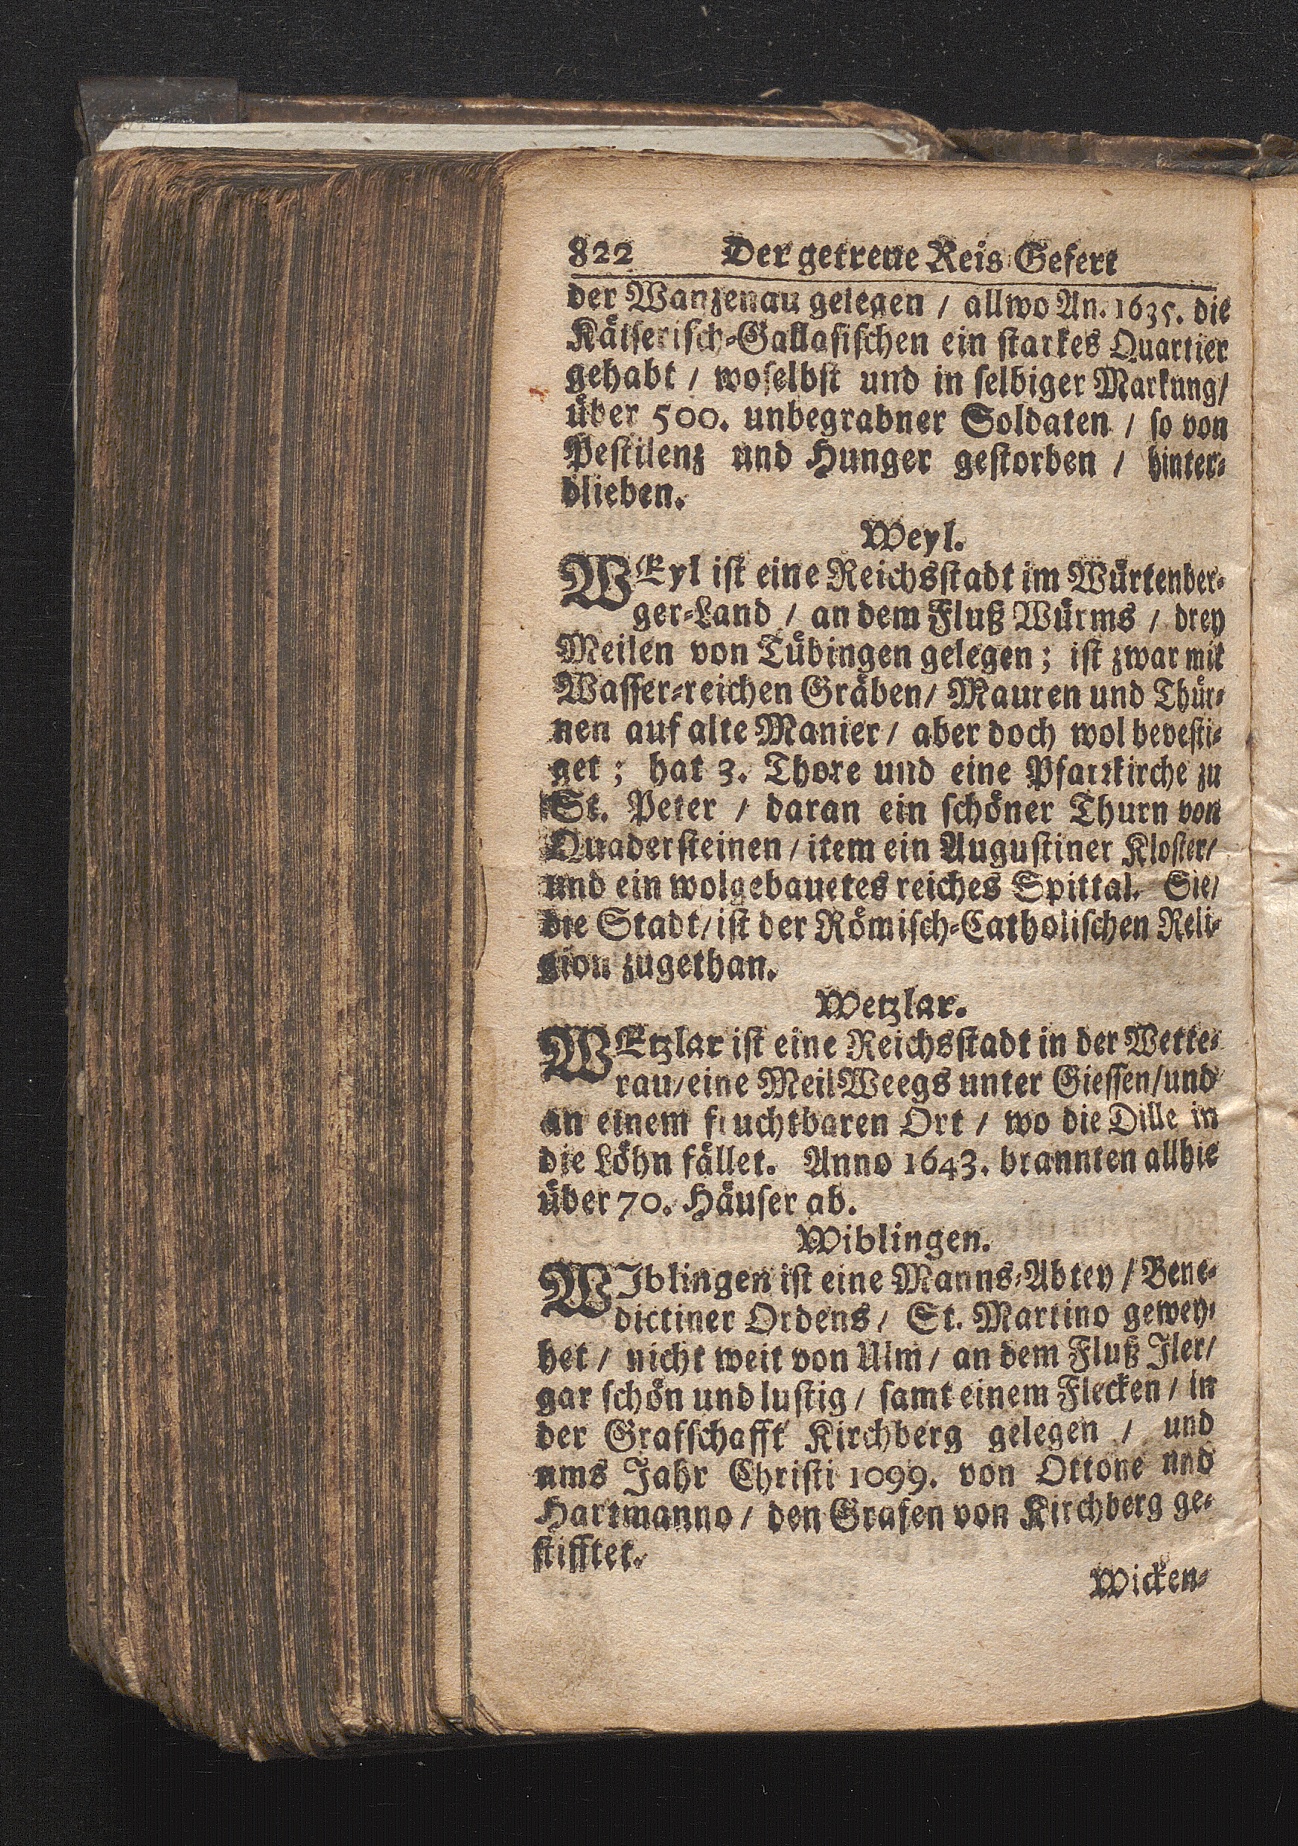 822 Der getreue Reis-Gefert
der Wanzenau gelegen / allwo An. 1635. die
Käiserisch-Gallasischen ein starkes Quartier
gehabt / woselbst und in selbiger Markung/
über 500. unbegrabner Soldaten / so von
Pestilenz und Hunger gestorben / hinter-
blieben.
Weyl.
WEyl ist eine Reichsstadt im Würtenber-
ger-Land / an dem Fluß Würms / drey
Meilen von Tübingen gelegen; ist zwar mit
Wasser-reichen Gräben/ Mauren und Thür-
nen auf alte Manier / aber doch wol bevesti-
get; hat 3. Thore und eine Pfarrkirche zu
St. Peter / daran ein schöner Thurn von
Quadersteinen / item ein Augustiner Kloster/
und ein wolgebauetes reiches Spittal. Sie/
die Stadt/ ist der Römisch-Catholischen Reli-
gion zugethan.
Wetzlar.
WEtzlar ist eine Reichsstadt in der Wette-
rau/eine Meil Weegs unter Giessen/und
an einem fruchtbaren Ort / wo die Dille in
die Löhn fället. Anno 1643. brannten allhie
über 70. Häuser ab.
Wiblingen.
WIblingen ist eine Manns-Abtey / Bene-
dictiner Ordens / St. Martino gewey-
het / nicht weit von Ulm / an dem Fluß Iler/
gar schön und lustig / samt einem Flecken / in
der Grafschafft Kirchberg gelegen / und
ums Jahr Christi 1099. von Ottone und
Hartmanno / den Grafen von Kirchberg ge-
stifftet.
Wicken-